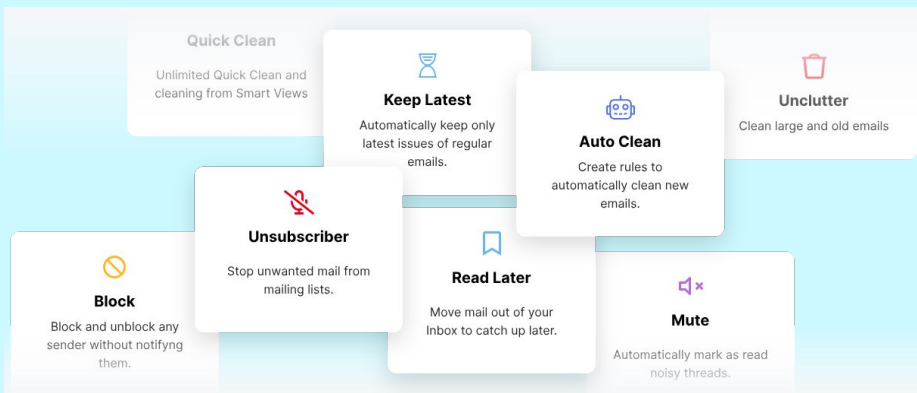 Quick Clean
Unlimited Quick Clean and
cleaning from Smart Views
Keep Latest
Automatically keep only
latest issues of regular
emails.
Auto Clean
Create rules to
automatically clean new
emails.
Unclutter
Clean large and old emails
Unsubscriber
Stop unwanted mail from
mailing lists.
Block
Block and unblock any
sender without notifyng
them.
Read Later
Move mail out of your
Inbox to catch up later.
Mute
Automatically mark as read
noisy threads.